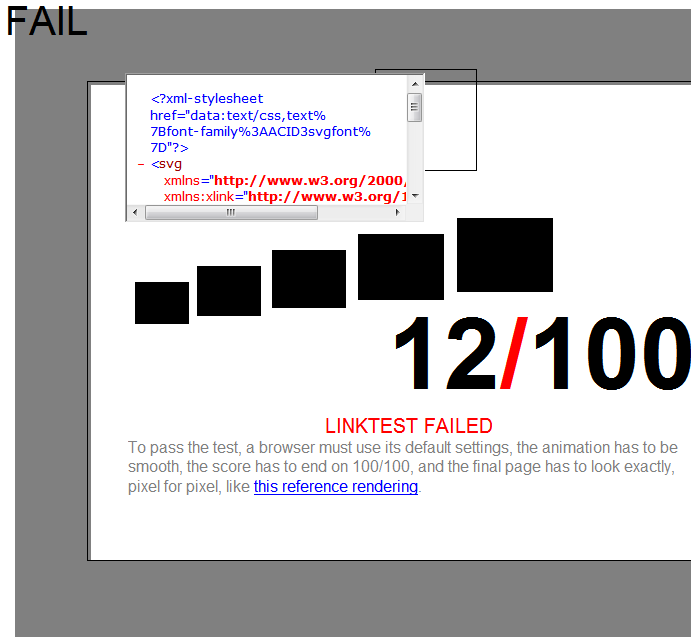 FAIL
<?xml-stylesheet
href="data:text/css,text%
7Bfont-family%3AACID3svgfont%
7D"?>
- <svg
xmlns="http://www.w3.org/2000/
xmlns:xlink="http://www.w3.org/1
12/100
LINKTEST FAILED
To pass the test, a browser must use its default settings, the animation has to be
smooth, the score has to end on 100/100, and the final page has to look exactly,
pixel for pixel, like this reference rendering.